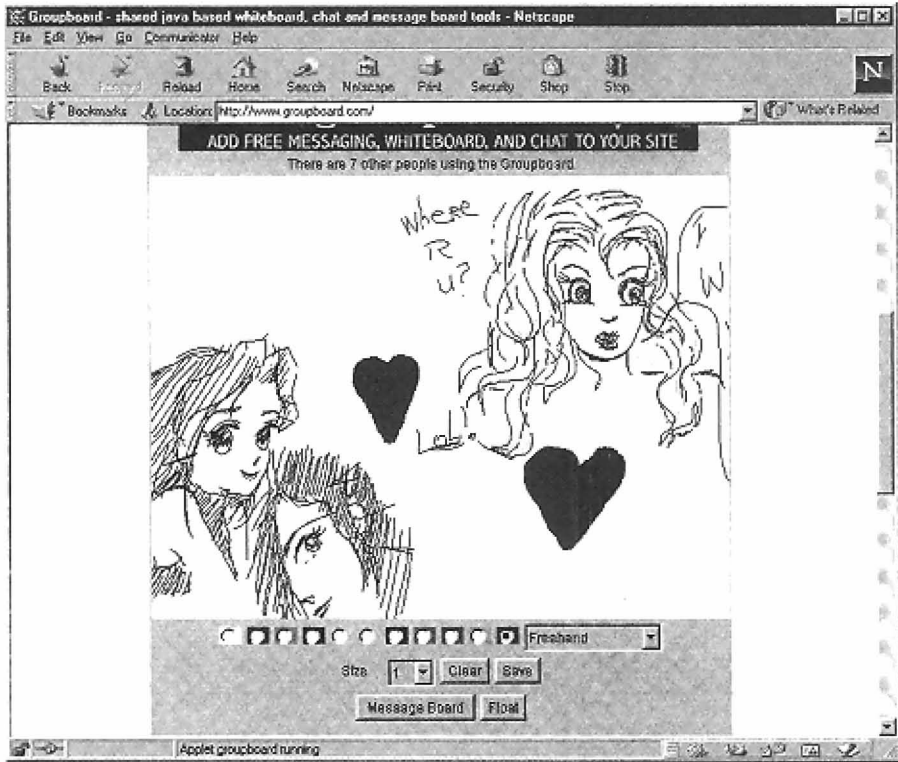 Groupboard - shared java based whiteboard, chat and message board tools - Netscape
File Edit View Go Communicator Help
Back Forward Reload Home Search Netscape Print Security Shop Stop
N
Bookmarks Location: http://www.groupboard.com/ What's Related
ADD FREE MESSAGING, WHITEBOARD, AND CHAT TO YOUR SITE
There are 7 other people using the Groupboard
Where
R
U?
W
Freehand
Size 1 Clear Save
Message Board Float
Applet groupboard running